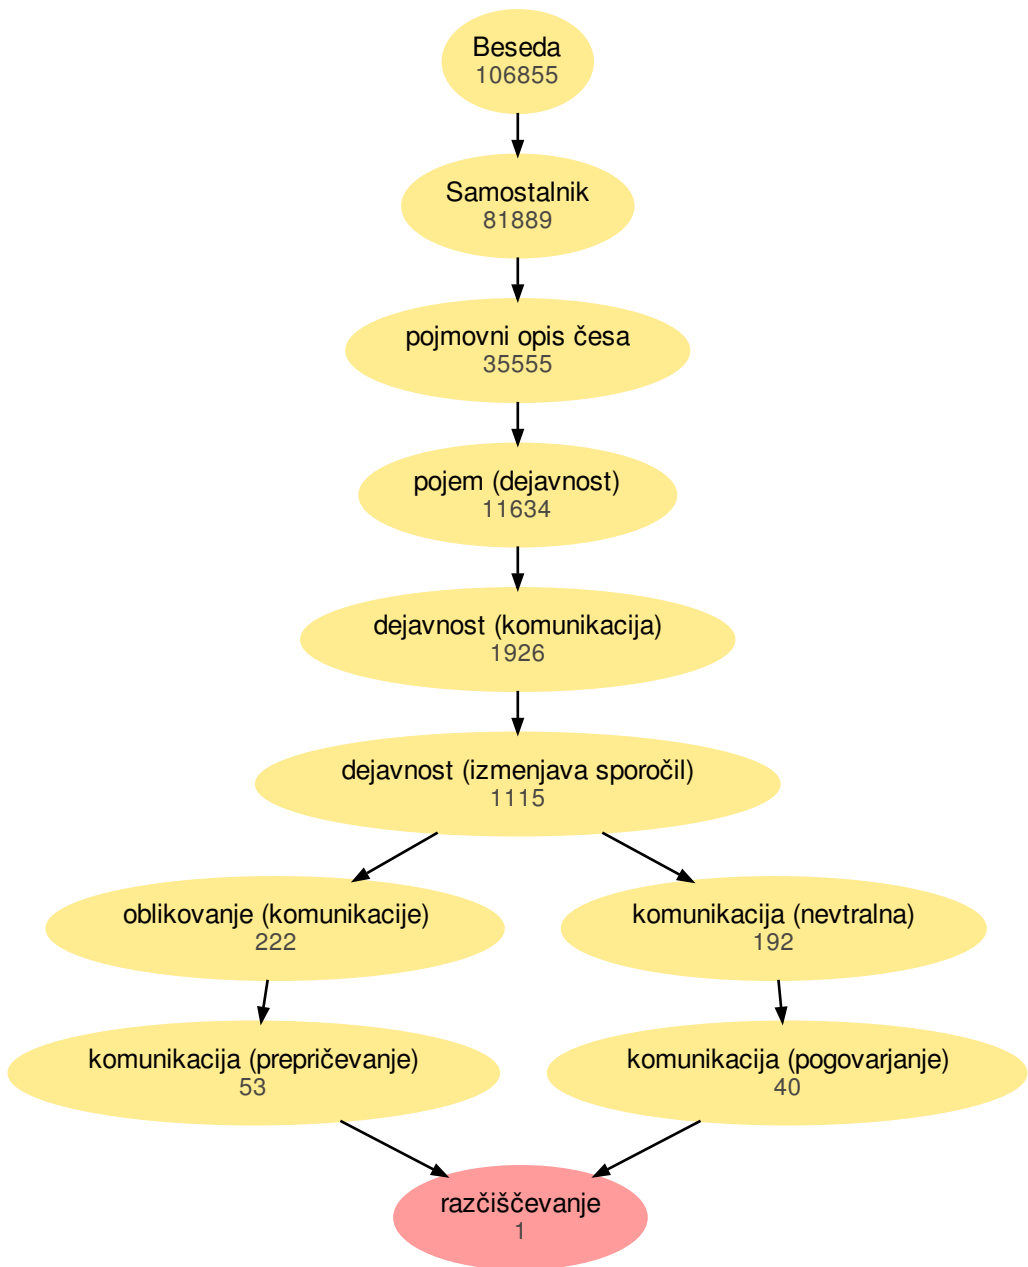 Beseda
106855
Samostalnik
81889
pojmovni opis česa
35555
pojem (dejavnost)
11634
dejavnost (komunikacija)
1926
dejavnost (izmenjava sporočil)
1115
oblikovanje (komunikacije)
222
komunikacija (nevtralna)
192
komunikacija (prepričevanje)
53
komunikacija (pogovarjanje)
40
razčiščevanje
1